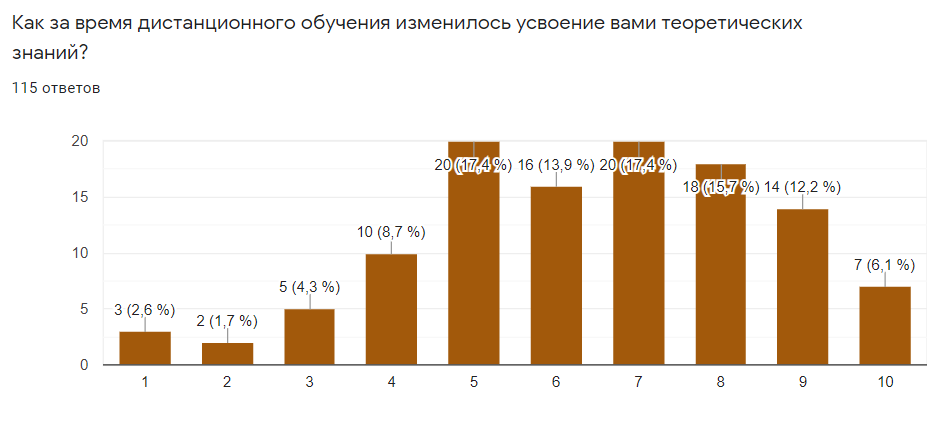 Как за время дистанционного обучения изменилось усвоение вами теоретических
знаний?
115 ответов
20
15
10
5
0
3 (2,6 %)
2 (1,7 %)
5 (4,3 %)
10 (8,7 %)
20 (17,4 %)
16 (13,9 %)
20 (17,4 %)
18 (15,7 %)
14 (12,2 %)
7 (6,1 %)
1 2 3 4 5 6 7 8 9 10